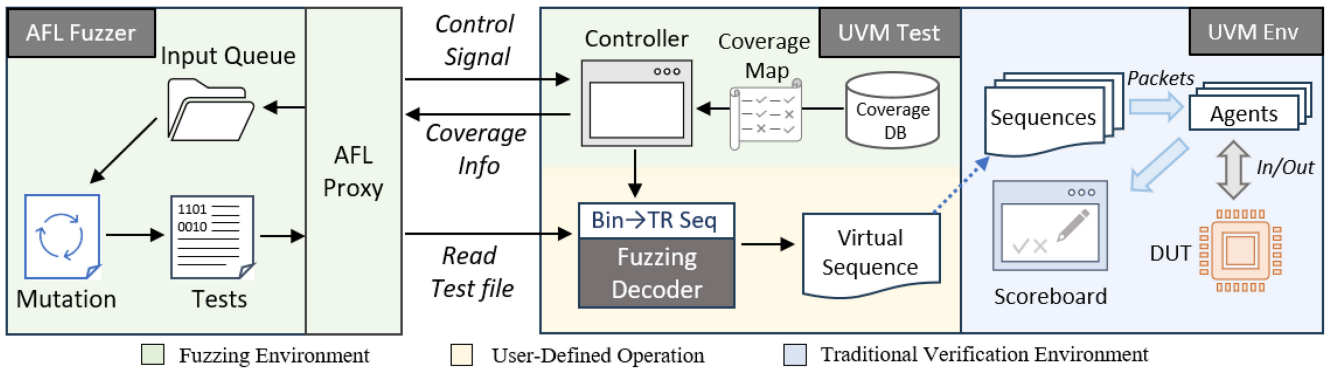 AFL Fuzzer
Input Queue
Mutation
1101
0010
Tests
AFL
Proxy
Control
Signal
Coverage
Info
Read
Test file
UVM Test
Controller
Coverage
Map
Coverage
DB
Bin→TR Seq
Fuzzing
Decoder
Virtual
Sequence
UVM Env
Sequences
Packets
Agents
In/Out
Scoreboard
DUT
Fuzzing Environment
User-Defined Operation
Traditional Verification Environment